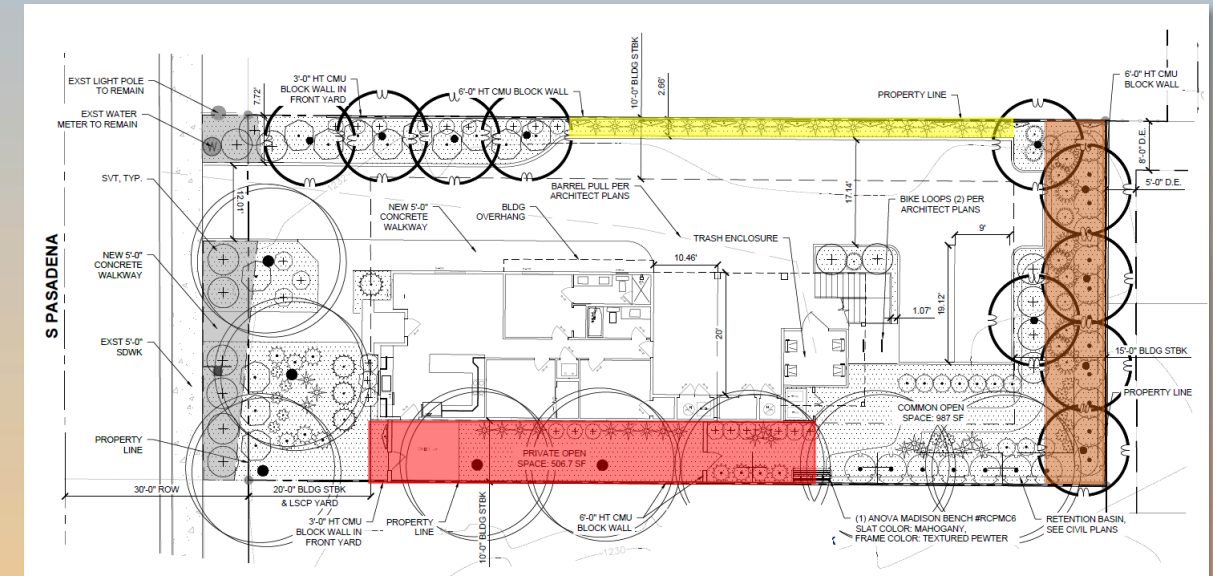 EXST LIGHT POLE
TO REMAIN
EXST WATER
METER TO REMAIN
SVT, TYP.
NEW 5'-0"
CONCRETE
WALKWAY
EXST 5'-0"
SDWK
PROPERTY
LINE
S PASADENA
30'-0" ROW
20'-0" BLDG STBK
& LSCP YARD
7.72'
12.01'
1232
3'-0" HT CMU
BLOCK WALL IN
FRONT YARD
6'-0" HT CMU BLOCK WALL
10'-0" BLDG STBK
2.66'
PROPERTY LINE
6'-0" HT CMU
BLOCK WALL
8'-0" D.E.
5'-0" D.E.
NEW 5'-0"
CONCRETE
WALKWAY
BLDG
OVERHANG
BARREL PULL PER
ARCHITECT PLANS
TRASH ENCLOSURE
17.14'
BIKE LOOPS (2) PER
ARCHITECT PLANS
9'
10.46'
20'
19.12'
1.07'
15'-0" BLDG STBK
PROPERTY LINE
COMMON OPEN
SPACE: 987 SF
PRIVATE OPEN
SPACE: 506.7 SF
3'-0" HT CMU
BLOCK WALL IN
FRONT YARD
PROPERTY
LINE
10'-0" BLDG STBK
6'-0" HT CMU
BLOCK WALL
1230
(1) ANOVA MADISON BENCH #RCPMC6
SLAT COLOR: MAHOGANY,
FRAME COLOR: TEXTURED PEWTER
RETENTION BASIN,
SEE CIVIL PLANS